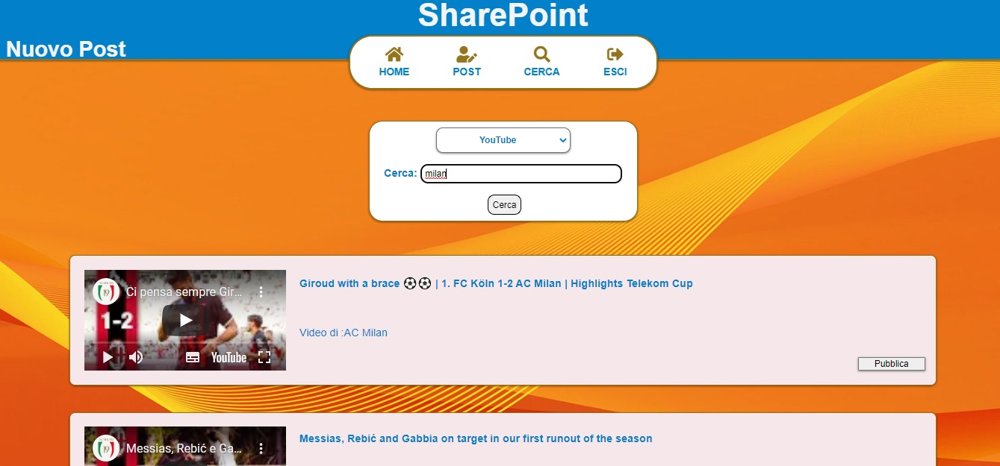 SharePoint
Nuovo Post
HOME
POST
CERCA
ESCI
YouTube
Cerca:
milan
Cerca
Ci pensa sempre Gir...
1-2
YouTube
Giroud with a brace ⚽⚽ | 1. FC Köln 1-2 AC Milan | Highlights Telekom Cup
Video di :AC Milan
Pubblica
Messias, Rebić e Ga...
Messias, Rebić and Gabbia on target in our first runout of the season